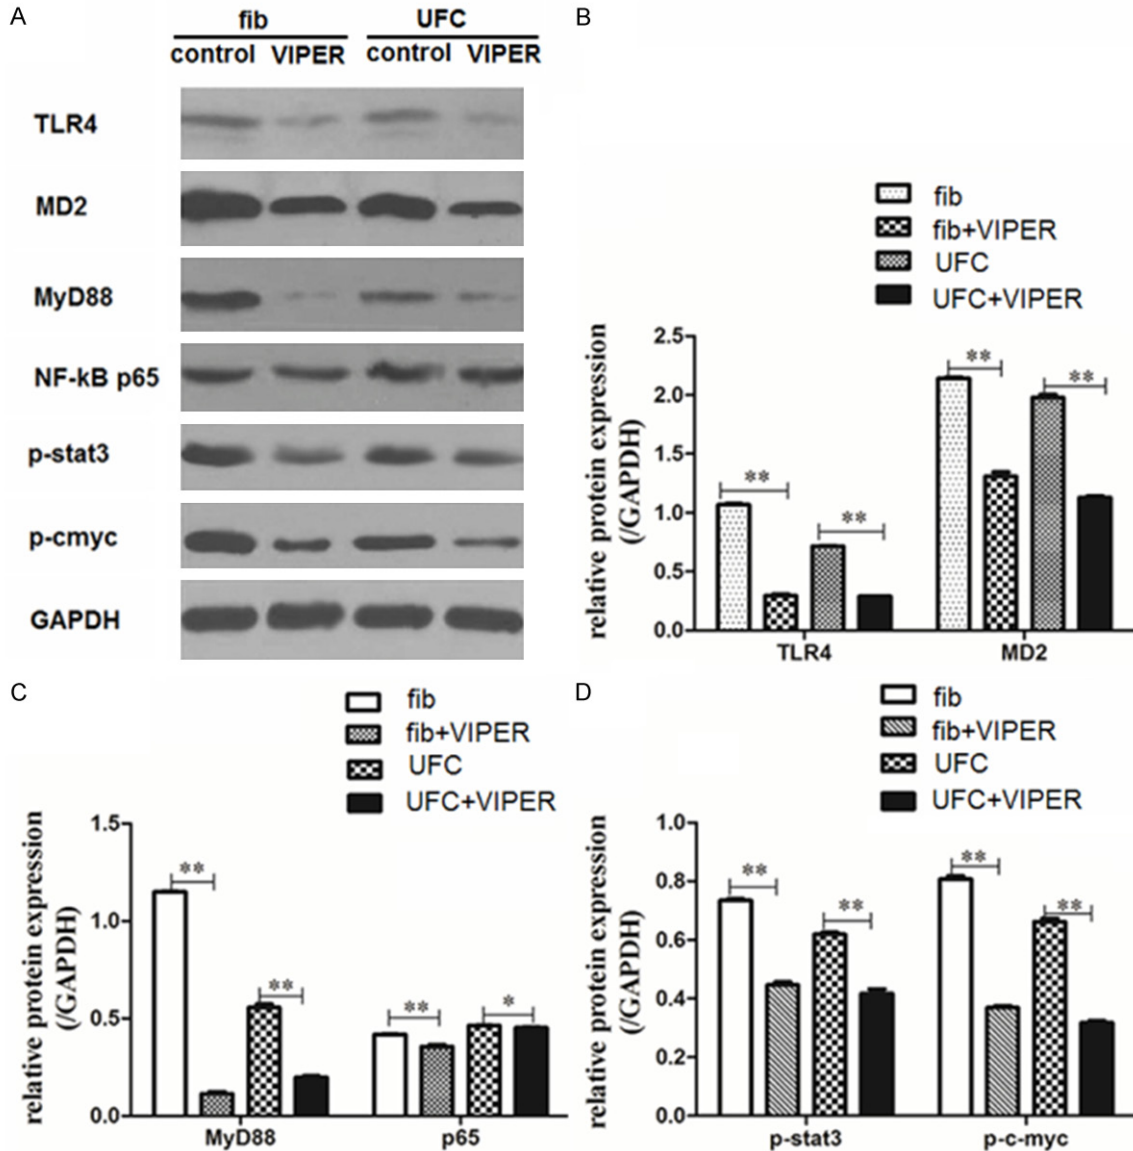 A
fib UFC
control VIPER control VIPER
TLR4
MD2
MyD88
NF-kB p65
p-stat3
p-cmyc
GAPDH
B
fib
fib+VIPER
UFC
UFC+VIPER
relative protein expression
(/GAPDH)
2.5
2.0
1.5
1.0
0.5
0.0
** ** ** **
TLR4 MD2
C
fib
fib+VIPER
UFC
UFC+VIPER
relative protein expression
(/GAPDH)
1.5
1.0
0.5
0.0
** ** ** *
MyD88 p65
D
fib
fib+VIPER
UFC
UFC+VIPER
relative protein expression
(/GAPDH)
1.0
0.8
0.6
0.4
0.2
0.0
** ** ** **
p-stat3 p-c-myc